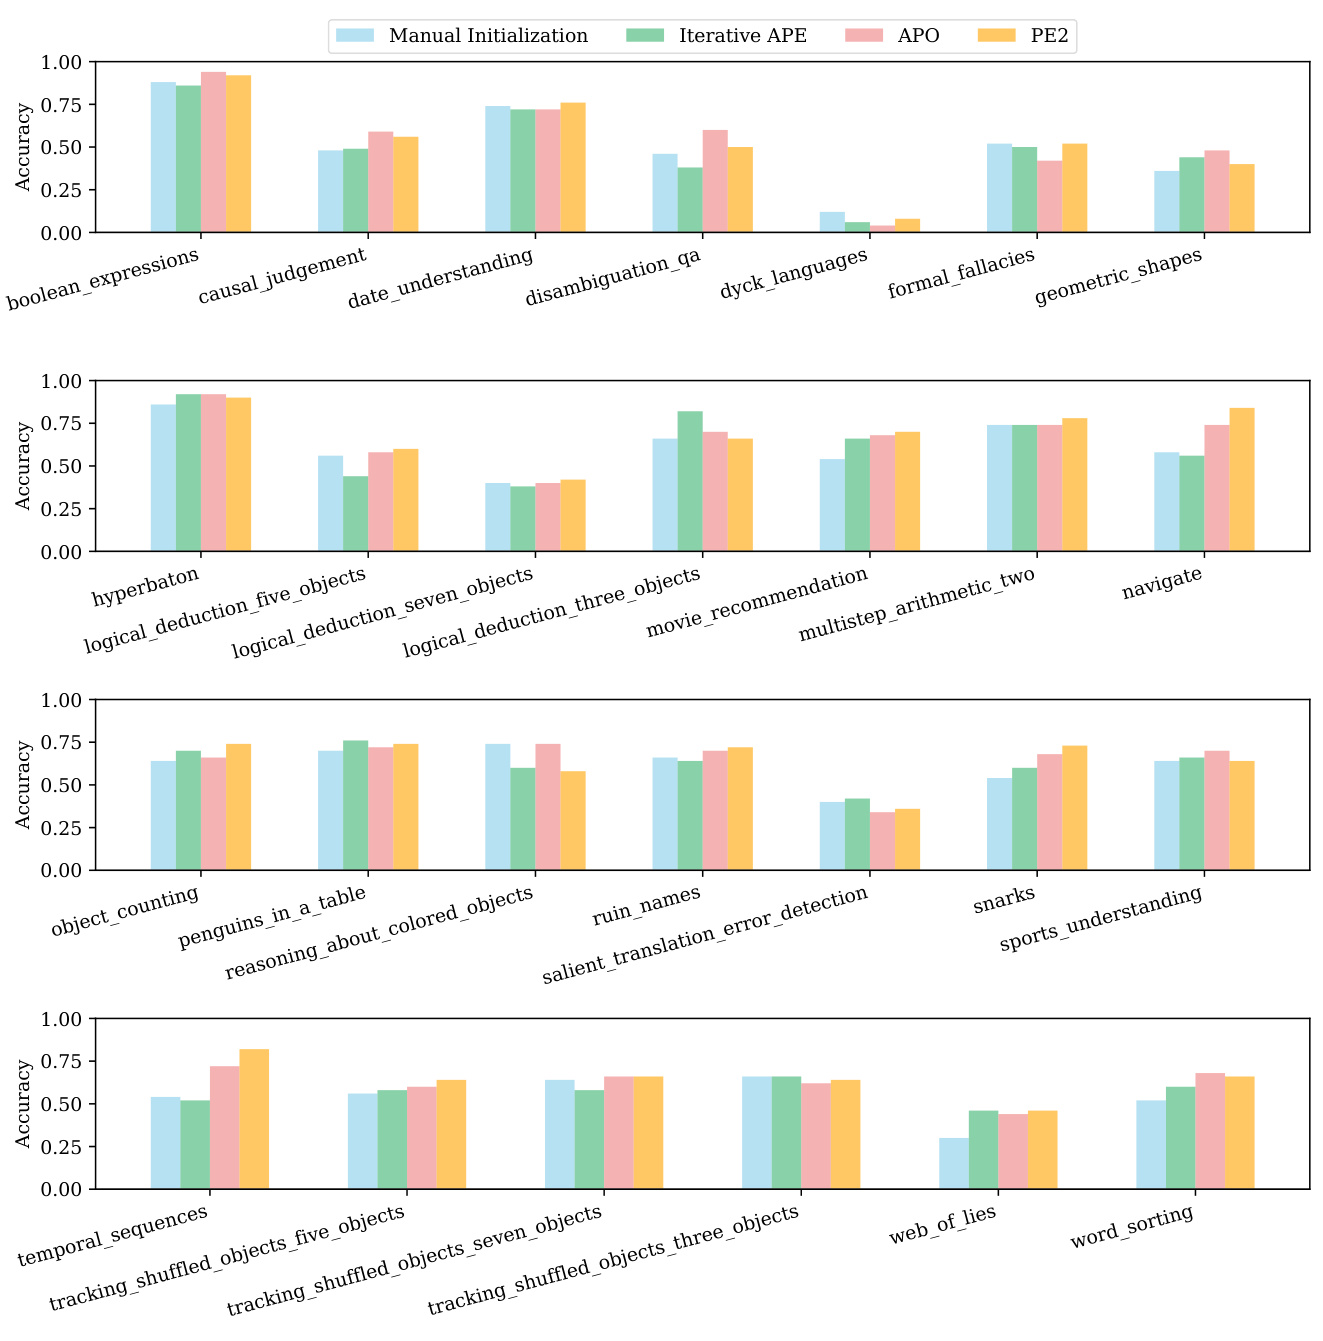 Manual Initialization Iterative APE APO PE2
1.00
0.75
0.50
0.25
0.00
Accuracy
boolean_expressions causal_judgement date_understanding disambiguation_qa dyck_languages formal_fallacies geometric_shapes
1.00
0.75
0.50
0.25
0.00
Accuracy
hyperbaton logical_deduction_five_objects logical_deduction_seven_objects logical_deduction_three_objects movie_recommendation multistep_arithmetic_two navigate
1.00
0.75
0.50
0.25
0.00
Accuracy
object_counting penguins_in_a_table reasoning_about_colored_objects ruin_names salient_translation_error_detection snarks sports_understanding
1.00
0.75
0.50
0.25
0.00
Accuracy
temporal_sequences tracking_shuffled_objects_five_objects tracking_shuffled_objects_seven_objects tracking_shuffled_objects_three_objects web_of_lies word_sorting